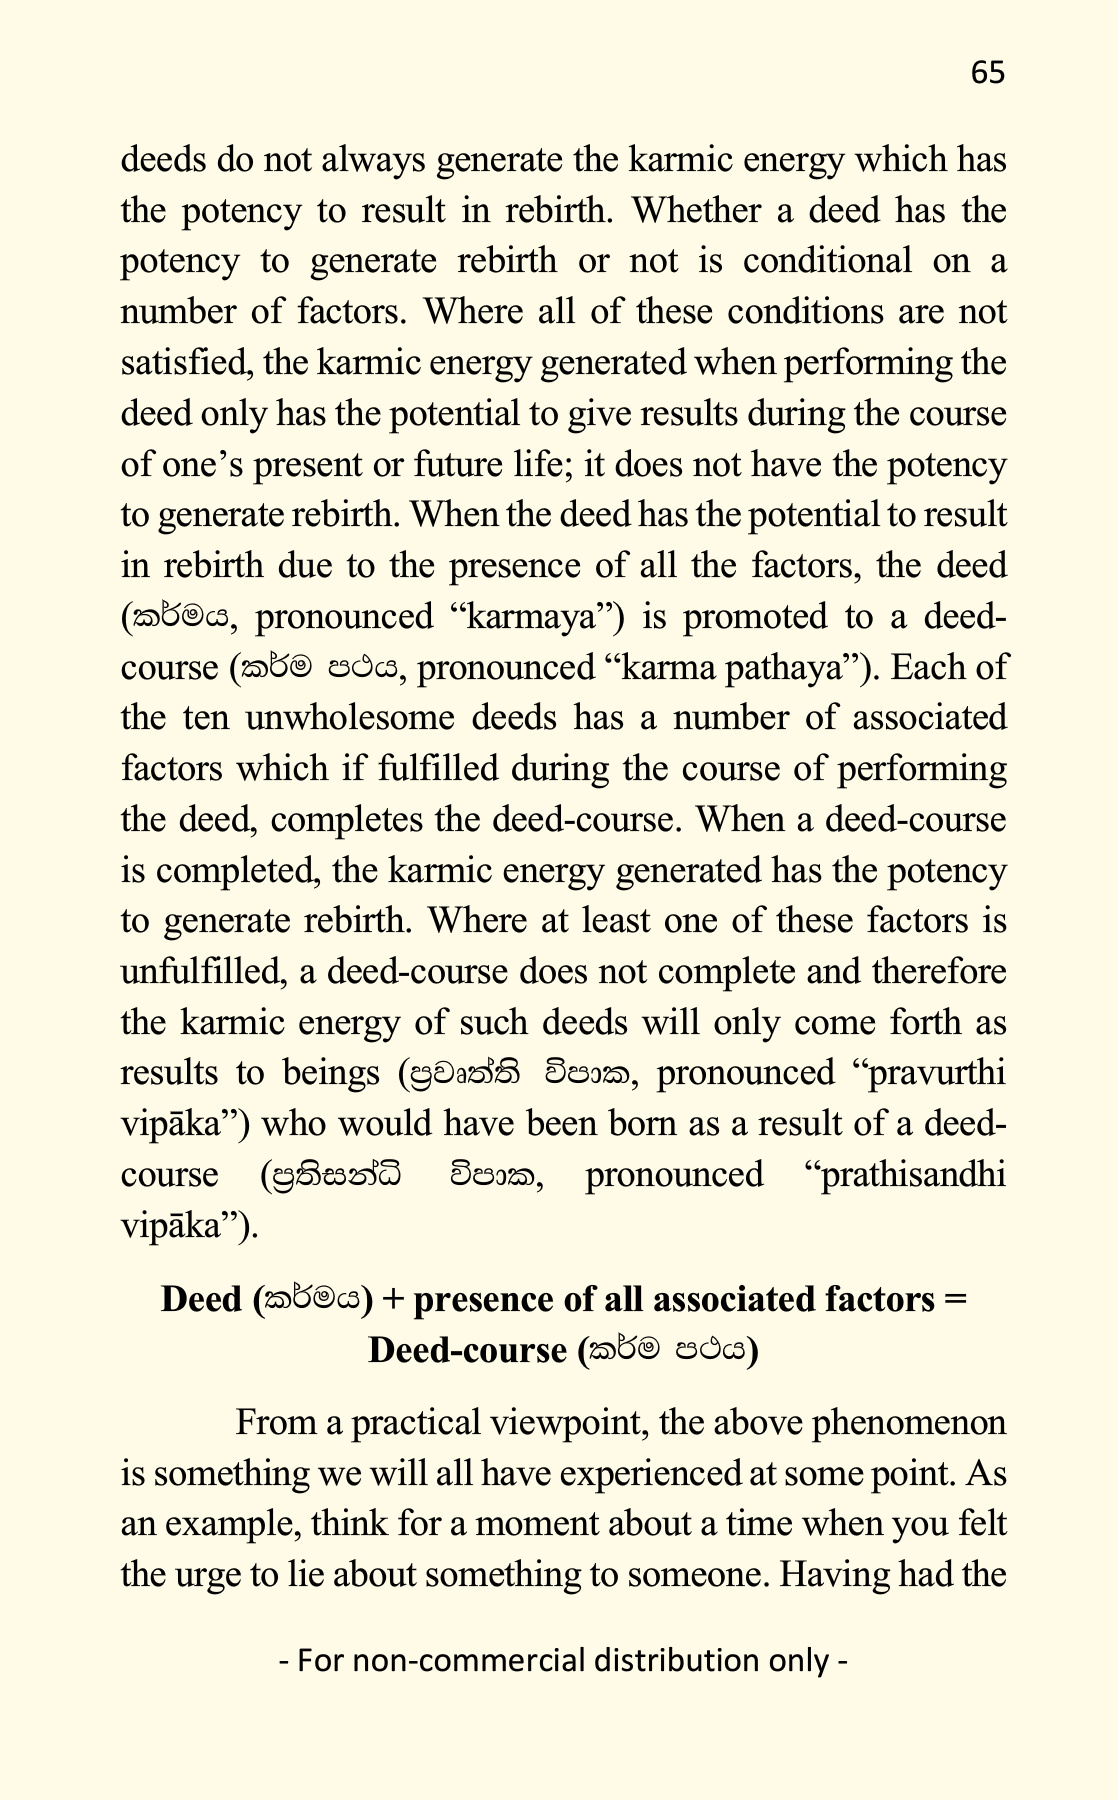 65
deeds do not always generate the karmic energy which has
the potency to result in rebirth. Whether a deed has the
potency to generate rebirth or not is conditional on a
number of factors. Where all of these conditions are not
satisfied, the karmic energy generated when performing the
deed only has the potential to give results during the course
of one’s present or future life; it does not have the potency
to generate rebirth. When the deed has the potential to result
in rebirth due to the presence of all the factors, the deed
(කර්මය, pronounced “karmaya”) is promoted to a deed-
course (කර්ම පථය, pronounced “karma pathaya”). Each of
the ten unwholesome deeds has a number of associated
factors which if fulfilled during the course of performing
the deed, completes the deed-course. When a deed-course
is completed, the karmic energy generated has the potency
to generate rebirth. Where at least one of these factors is
unfulfilled, a deed-course does not complete and therefore
the karmic energy of such deeds will only come forth as
results to beings (ප්‍රවෘත්ති විපාක, pronounced “pravurthi
vipāka”) who would have been born as a result of a deed-
course (ප්‍රතිසන්ධි විපාක, pronounced “prathisandhi
vipāka”).
Deed (කර්මය) + presence of all associated factors =
Deed-course (කර්ම පථය)
From a practical viewpoint, the above phenomenon
is something we will all have experienced at some point. As
an example, think for a moment about a time when you felt
the urge to lie about something to someone. Having had the
- For non-commercial distribution only -